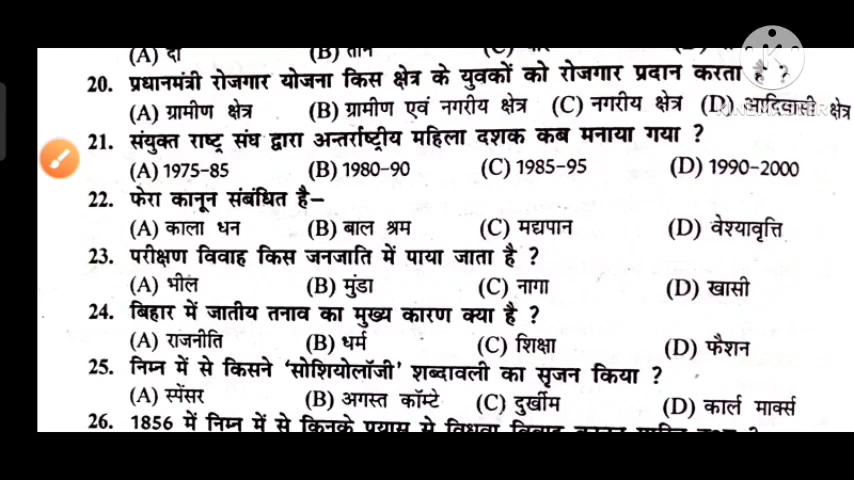 (A) दो (B) तीन
20. प्रधानमंत्री रोजगार योजना किस क्षेत्र के युवकों को रोजगार प्रदान करता है ?
(A) ग्रामीण क्षेत्र (B) ग्रामीण एवं नगरीय क्षेत्र (C) नगरीय क्षेत्र (D) आदिवासी क्षेत्र
KINEMASTER
21. संयुक्त राष्ट्र संघ द्वारा अन्तर्राष्ट्रीय महिला दशक कब मनाया गया ?
(A) 1975-85 (B) 1980-90 (C) 1985-95 (D) 1990-2000
22. फेरा कानून संबंधित है–
(A) काला धन (B) बाल श्रम (C) मद्यपान (D) वेश्यावृत्ति
23. परीक्षण विवाह किस जनजाति में पाया जाता है ?
(A) भील (B) मुंडा (C) नागा (D) खासी
24. बिहार में जातीय तनाव का मुख्य कारण क्या है ?
(A) राजनीति (B) धर्म (C) शिक्षा (D) फैशन
25. निम्न में से किसने ‘सोशियोलॉजी’ शब्दावली का सृजन किया ?
(A) स्पेंसर (B) अगस्त कॉम्टे (C) दुर्खीम (D) कार्ल मार्क्स
26. 1856 में निम्न में से किनके प्रयास से विधवा विवाह